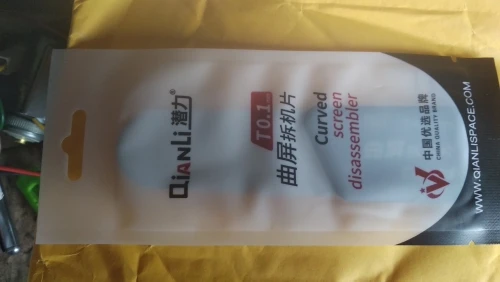 QIANLI 潜力®
T0.1
曲屏拆机片
Curved
screen
disassembler
中国优选品牌
CHINA QUALITY BRAND
WWW.QIANLISPACE.COM